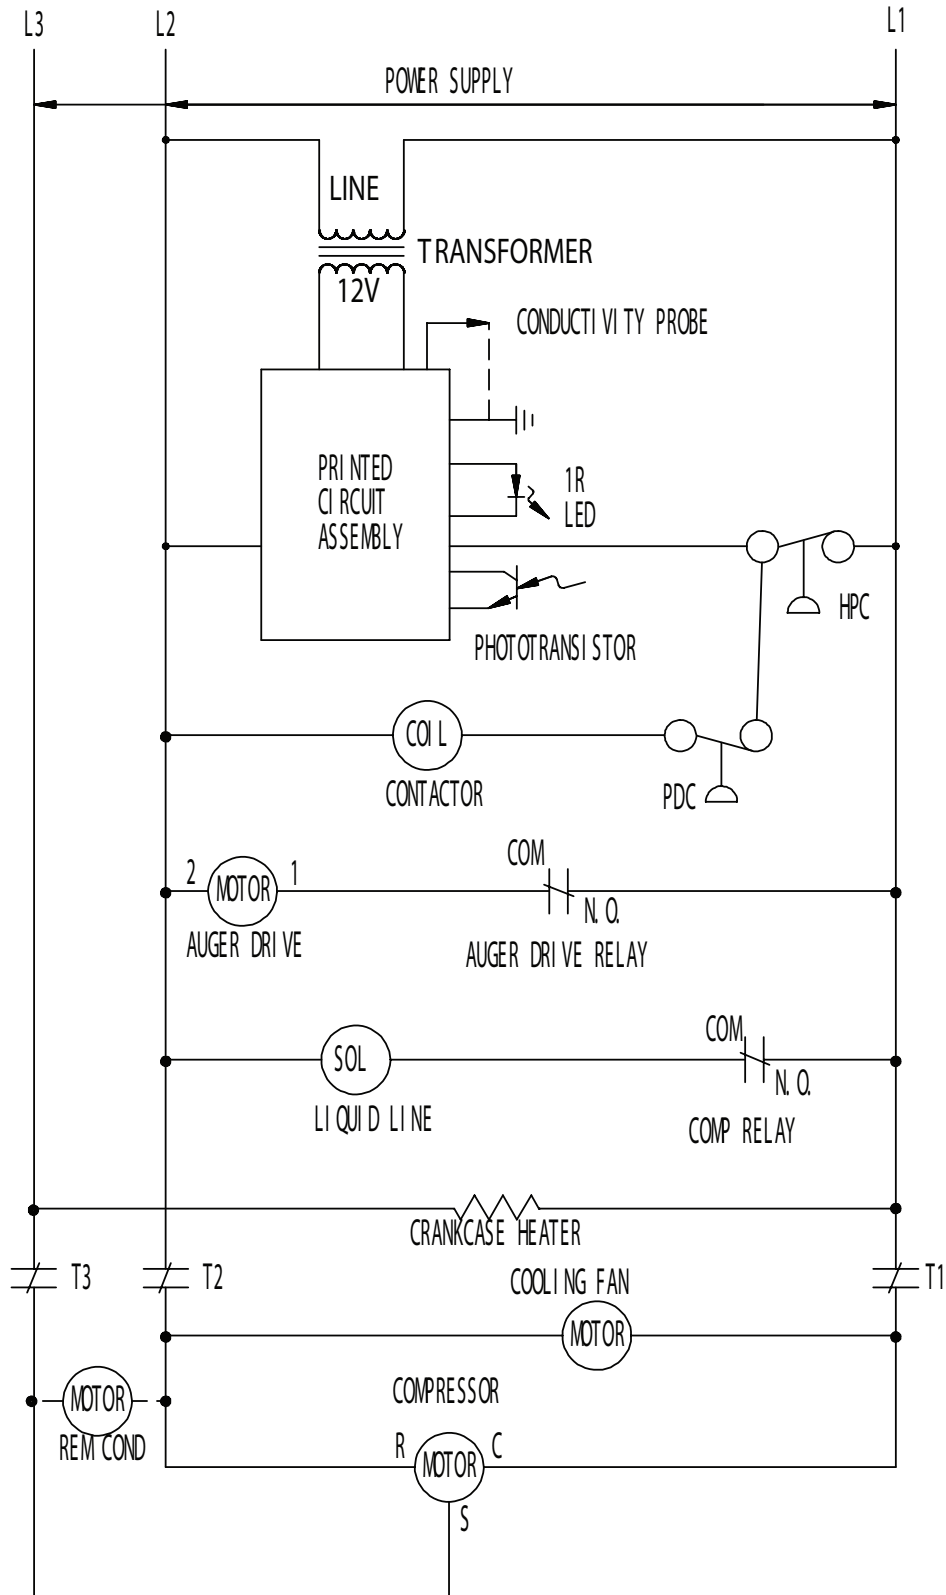 L3
L2
L1
POWER SUPPLY
LINE
TRANSFORMER
12V
CONDUCTIVITY PROBE
PRINTED
CIRCUIT
ASSEMBLY
1R
LED
HPC
PHOTOTRANSISTOR
COIL
CONTACTOR
PDC
COM
2
MOTOR
1
N.O.
AUGER DRIVE
AUGER DRIVE RELAY
COM
SOL
N.O.
LIQUID LINE
COMP RELAY
CRANKCASE HEATER
T3
T2
COOLING FAN
T1
MOTOR
COMPRESSOR
MOTOR
REM COND
R
MOTOR
C
S